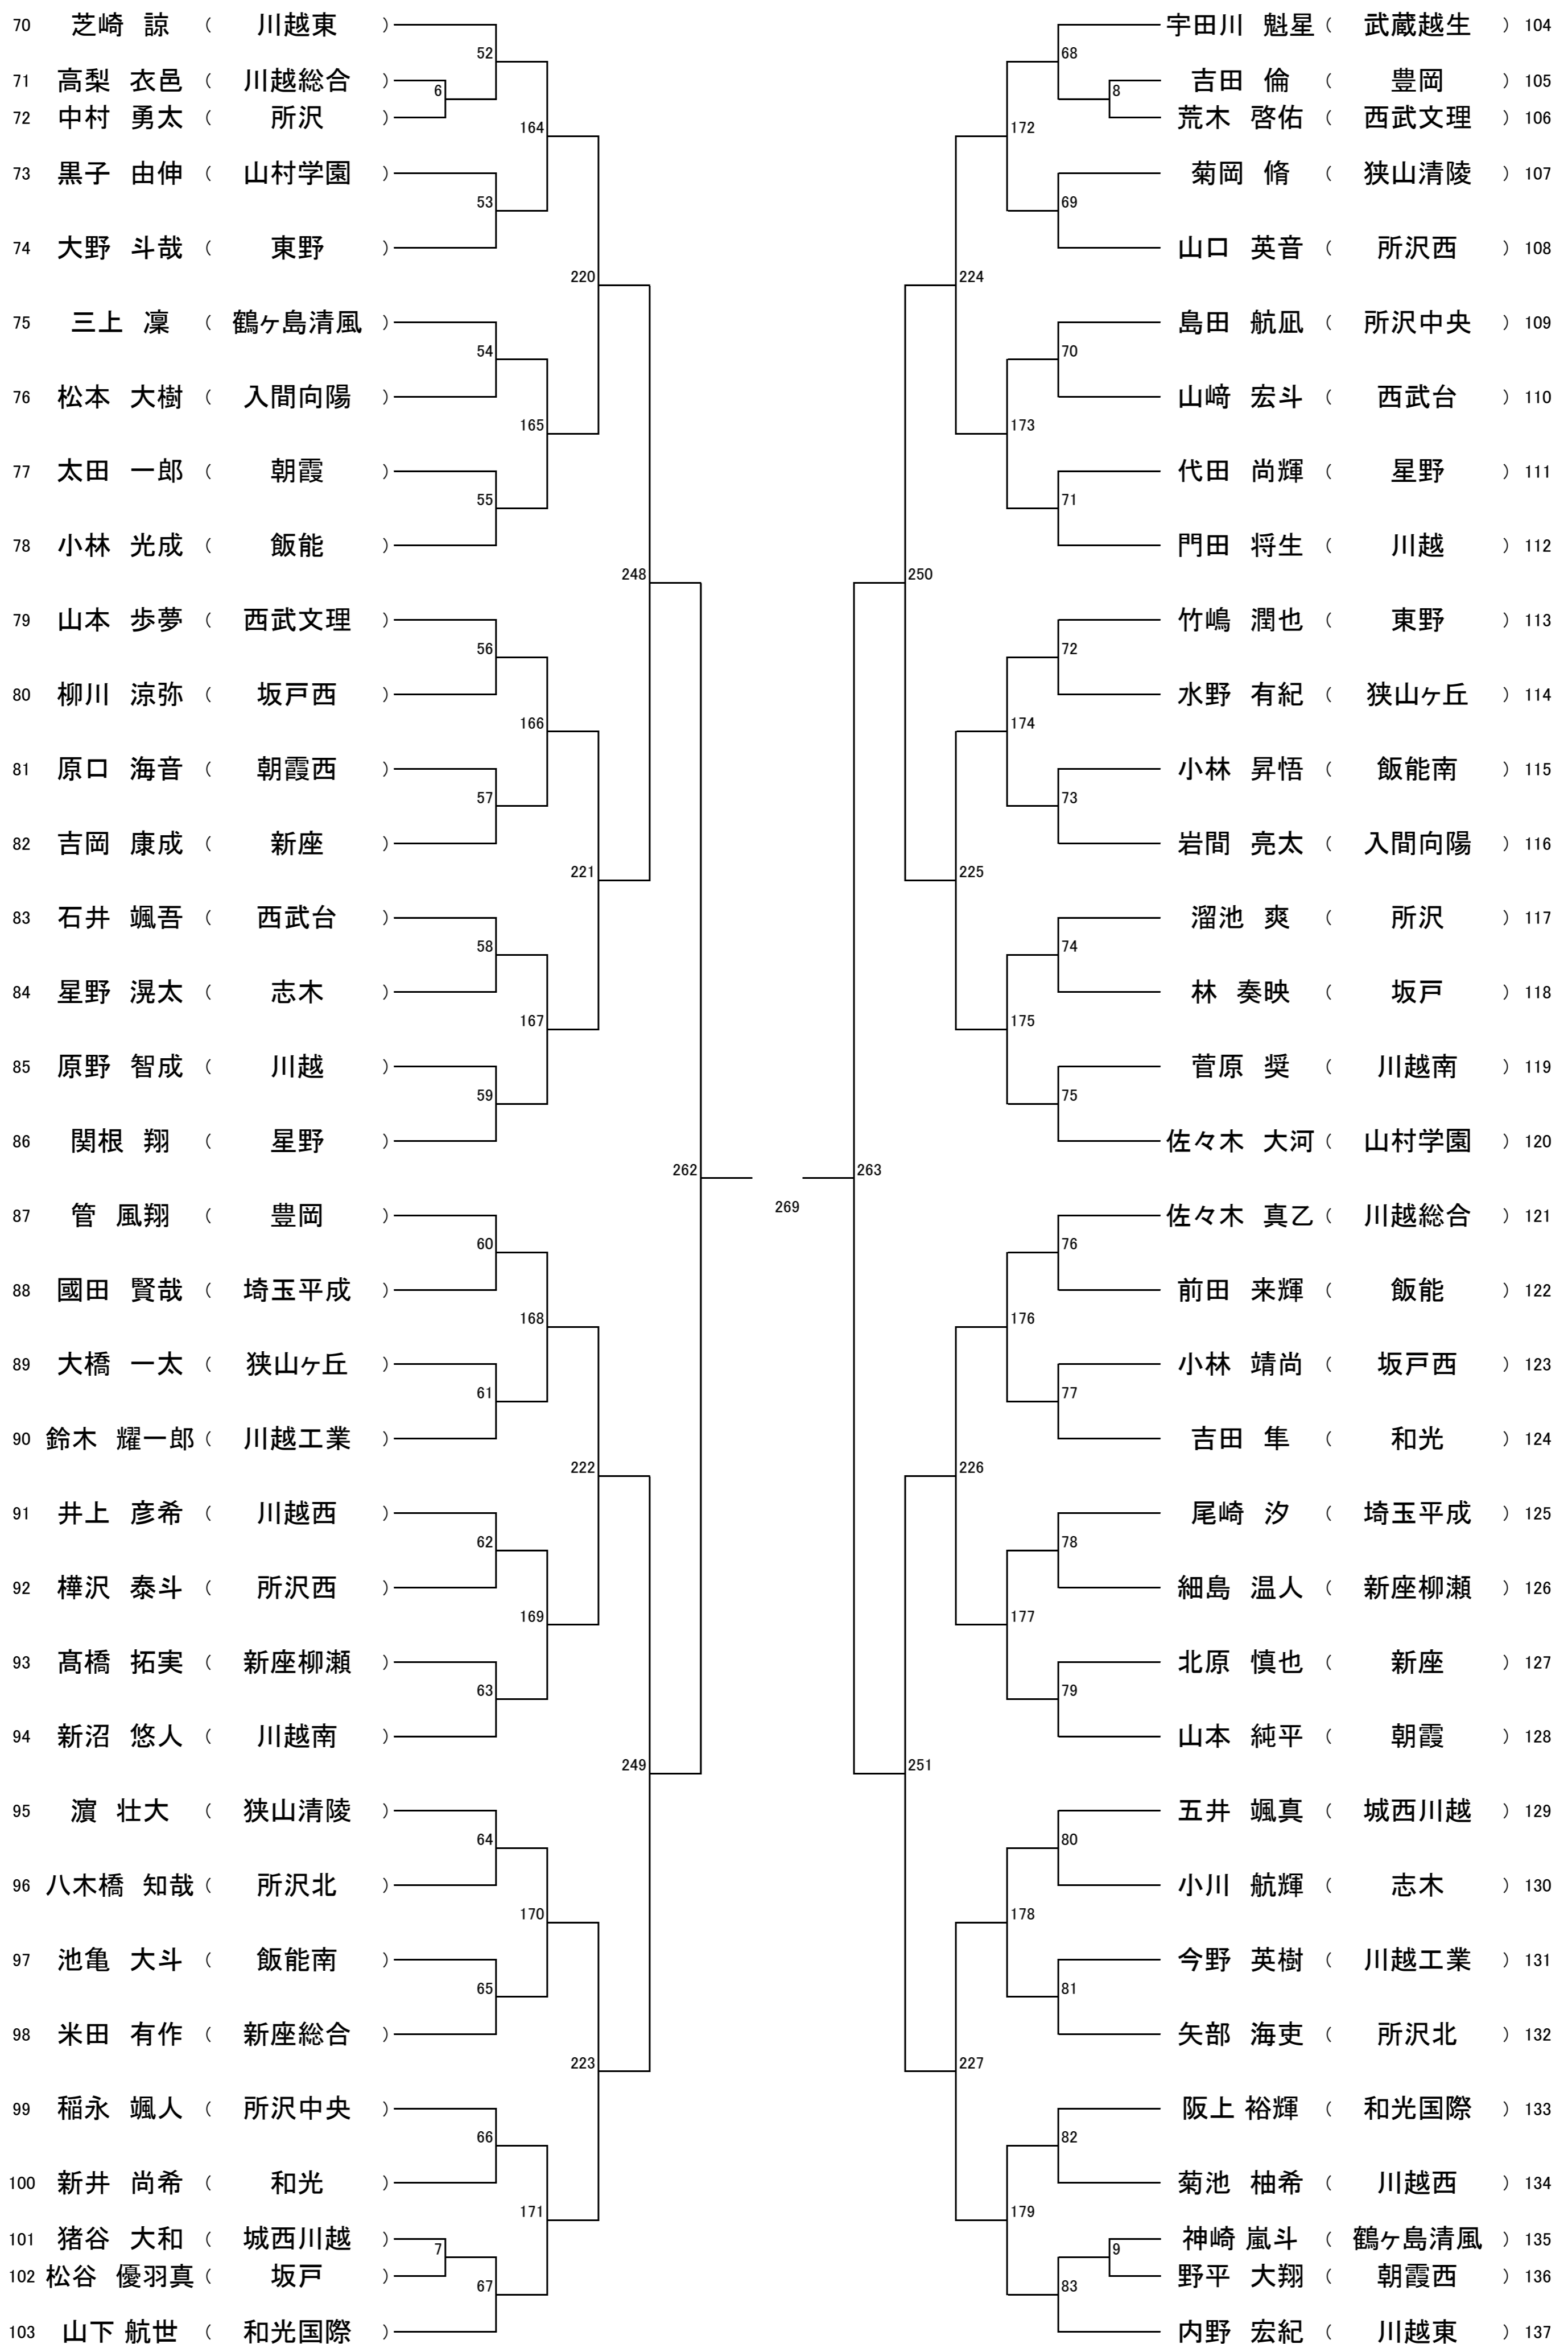 70 芝崎 諒 ( 川越東 ) 宇田川 魁星 ( 武蔵越生 ) 104
52 68
71 高梨 衣邑 ( 川越総合 ) 吉田 倫 ( 豊岡 ) 105
6 8
72 中村 勇太 ( 所沢 ) 荒木 啓佑 ( 西武文理 ) 106
164 172
73 黒子 由伸 ( 山村学園 ) 菊岡 脩 ( 狭山清陵 ) 107
53 69
74 大野 斗哉 ( 東野 ) 山口 英音 ( 所沢西 ) 108
220 224
75 三上 凜 ( 鶴ヶ島清風 ) 島田 航凪 ( 所沢中央 ) 109
54 70
76 松本 大樹 ( 入間向陽 ) 山﨑 宏斗 ( 西武台 ) 110
165 173
77 太田 一郎 ( 朝霞 ) 代田 尚輝 ( 星野 ) 111
55 71
78 小林 光成 ( 飯能 ) 門田 将生 ( 川越 ) 112
248 250
79 山本 歩夢 ( 西武文理 ) 竹嶋 潤也 ( 東野 ) 113
56 72
80 柳川 涼弥 ( 坂戸西 ) 水野 有紀 ( 狭山ヶ丘 ) 114
166 174
81 原口 海音 ( 朝霞西 ) 小林 昇悟 ( 飯能南 ) 115
57 73
82 吉岡 康成 ( 新座 ) 岩間 亮太 ( 入間向陽 ) 116
221 225
83 石井 颯吾 ( 西武台 ) 溜池 爽 ( 所沢 ) 117
58 74
84 星野 滉太 ( 志木 ) 林 奏映 ( 坂戸 ) 118
167 175
85 原野 智成 ( 川越 ) 菅原 奨 ( 川越南 ) 119
59 75
86 関根 翔 ( 星野 ) 佐々木 大河 ( 山村学園 ) 120
262 263
269
87 管 風翔 ( 豊岡 ) 佐々木 真乙 ( 川越総合 ) 121
60 76
88 國田 賢哉 ( 埼玉平成 ) 前田 来輝 ( 飯能 ) 122
168 176
89 大橋 一太 ( 狭山ヶ丘 ) 小林 靖尚 ( 坂戸西 ) 123
61 77
90 鈴木 耀一郎 ( 川越工業 ) 吉田 隼 ( 和光 ) 124
222 226
91 井上 彦希 ( 川越西 ) 尾崎 汐 ( 埼玉平成 ) 125
62 78
92 樺沢 泰斗 ( 所沢西 ) 細島 温人 ( 新座柳瀬 ) 126
169 177
93 髙橋 拓実 ( 新座柳瀬 ) 北原 慎也 ( 新座 ) 127
63 79
94 新沼 悠人 ( 川越南 ) 山本 純平 ( 朝霞 ) 128
249 251
95 濵 壮大 ( 狭山清陵 ) 五井 颯真 ( 城西川越 ) 129
64 80
96 八木橋 知哉 ( 所沢北 ) 小川 航輝 ( 志木 ) 130
170 178
97 池亀 大斗 ( 飯能南 ) 今野 英樹 ( 川越工業 ) 131
65 81
98 米田 有作 ( 新座総合 ) 矢部 海吏 ( 所沢北 ) 132
223 227
99 稲永 颯人 ( 所沢中央 ) 阪上 裕輝 ( 和光国際 ) 133
66 82
100 新井 尚希 ( 和光 ) 菊池 柚希 ( 川越西 ) 134
171 179
101 猪谷 大和 ( 城西川越 ) 神崎 嵐斗 ( 鶴ヶ島清風 ) 135
7 9
102 松谷 優羽真 ( 坂戸 ) 野平 大翔 ( 朝霞西 ) 136
67 83
103 山下 航世 ( 和光国際 ) 内野 宏紀 ( 川越東 ) 137